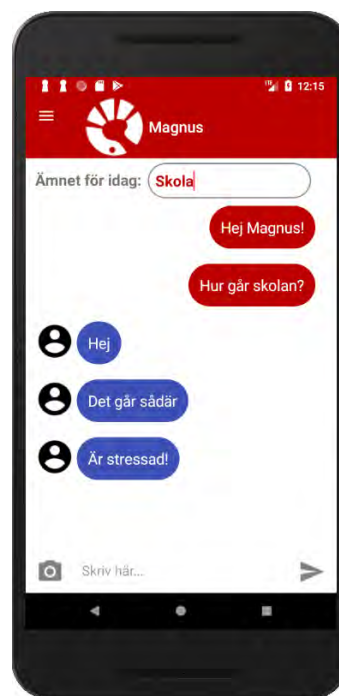 12:15
Magnus
Ämnet för idag: Skola
Hej Magnus!
Hur går skolan?
Hej
Det går sådär
Är stressad!
Skriv här...